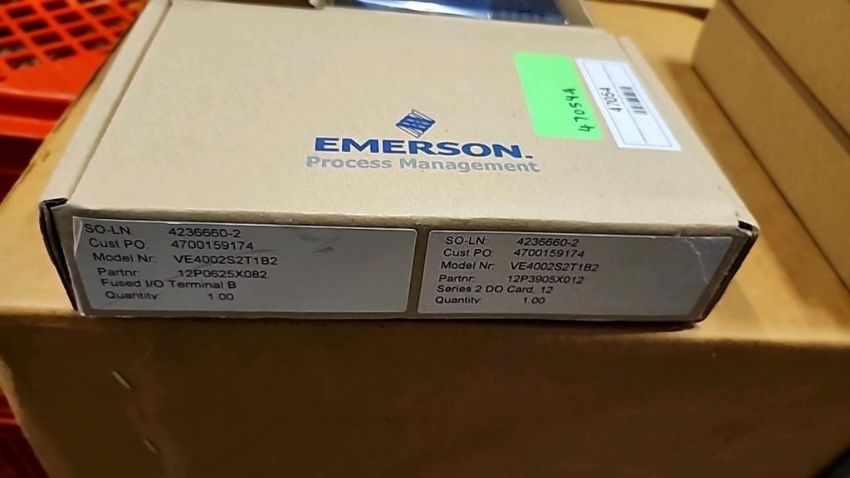 EMERSON.
Process Management
47054A
47054
SO-LN: 4236660-2
Cust PO: 4700159174
Model Nr: VE4002S2T1B2
Partnr: 12P0625X082
Fused I/O Terminal B
Quantity: 1.00
SO-LN: 4236660-2
Cust PO: 4700159174
Model Nr: VE4002S2T1B2
Partnr: 12P3905X012
Series 2 DO Card, 12
Quantity: 1.00